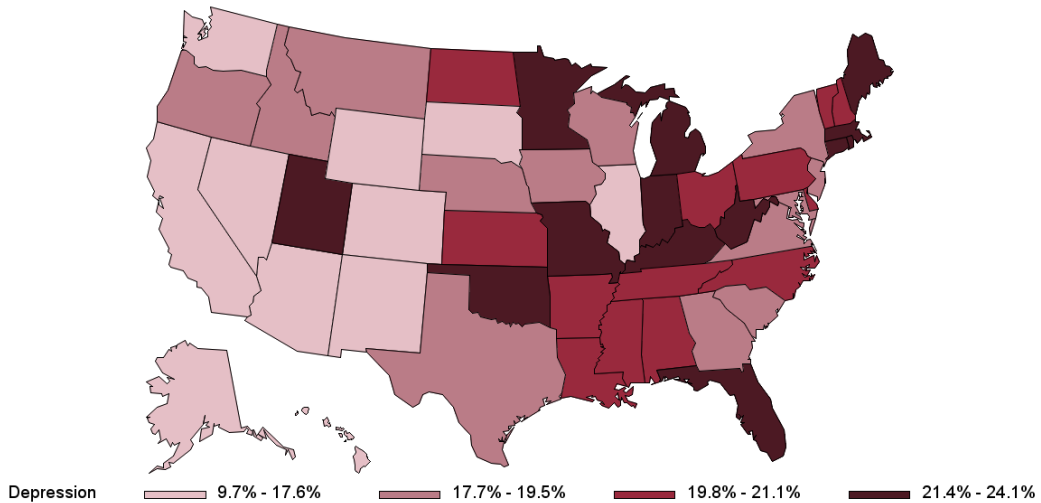 Depression 9.7% - 17.6% 17.7% - 19.5% 19.8% - 21.1% 21.4% - 24.1%